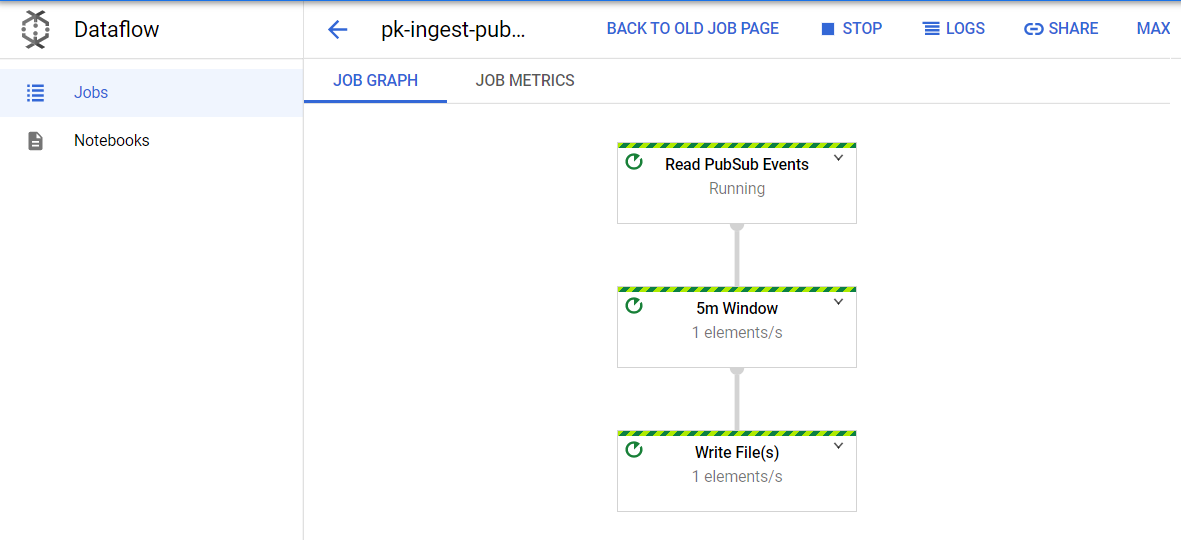 Dataflow
pk-ingest-pub...
BACK TO OLD JOB PAGE
STOP
LOGS
SHARE
MAX
Jobs
Notebooks
JOB GRAPH
JOB METRICS
Read PubSub Events
Running
5m Window
1 elements/s
Write File(s)
1 elements/s